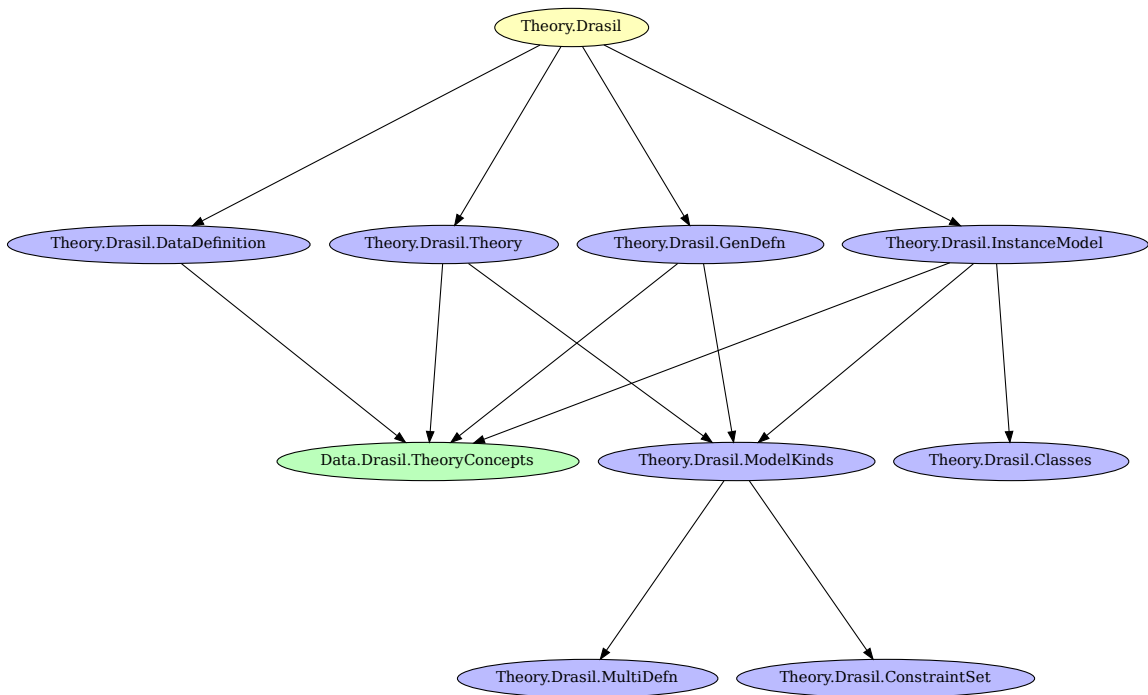 Theory.Drasil
Theory.Drasil.DataDefinition
Theory.Drasil.Theory
Theory.Drasil.GenDefn
Theory.Drasil.InstanceModel
Data.Drasil.TheoryConcepts
Theory.Drasil.ModelKinds
Theory.Drasil.Classes
Theory.Drasil.MultiDefn
Theory.Drasil.ConstraintSet